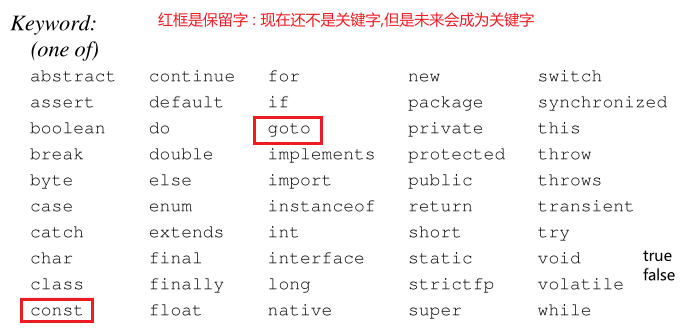 红框是保留字 : 现在还不是关键字,但是未来会成为关键字
Keyword:
(one of)
abstract continue for new switch
assert default if package synchronized
boolean do goto private this
break double implements protected throw
byte else import public throws
case enum instanceof return transient
catch extends int short try
char final interface static void true
class finally long strictfp volatile false
const float native super while